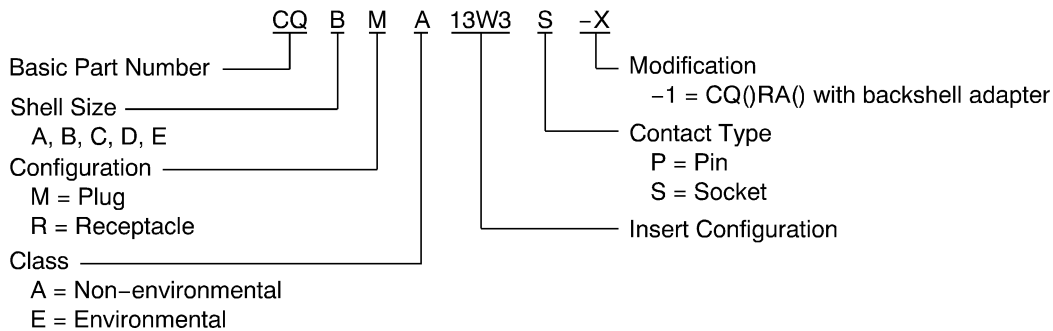 CQ B M A 13W3 S -X
Basic Part Number
Shell Size
A, B, C, D, E
Configuration
M = Plug
R = Receptacle
Class
A = Non-environmental
E = Environmental
Modification
-1 = CQ()RA() with backshell adapter
Contact Type
P = Pin
S = Socket
Insert Configuration